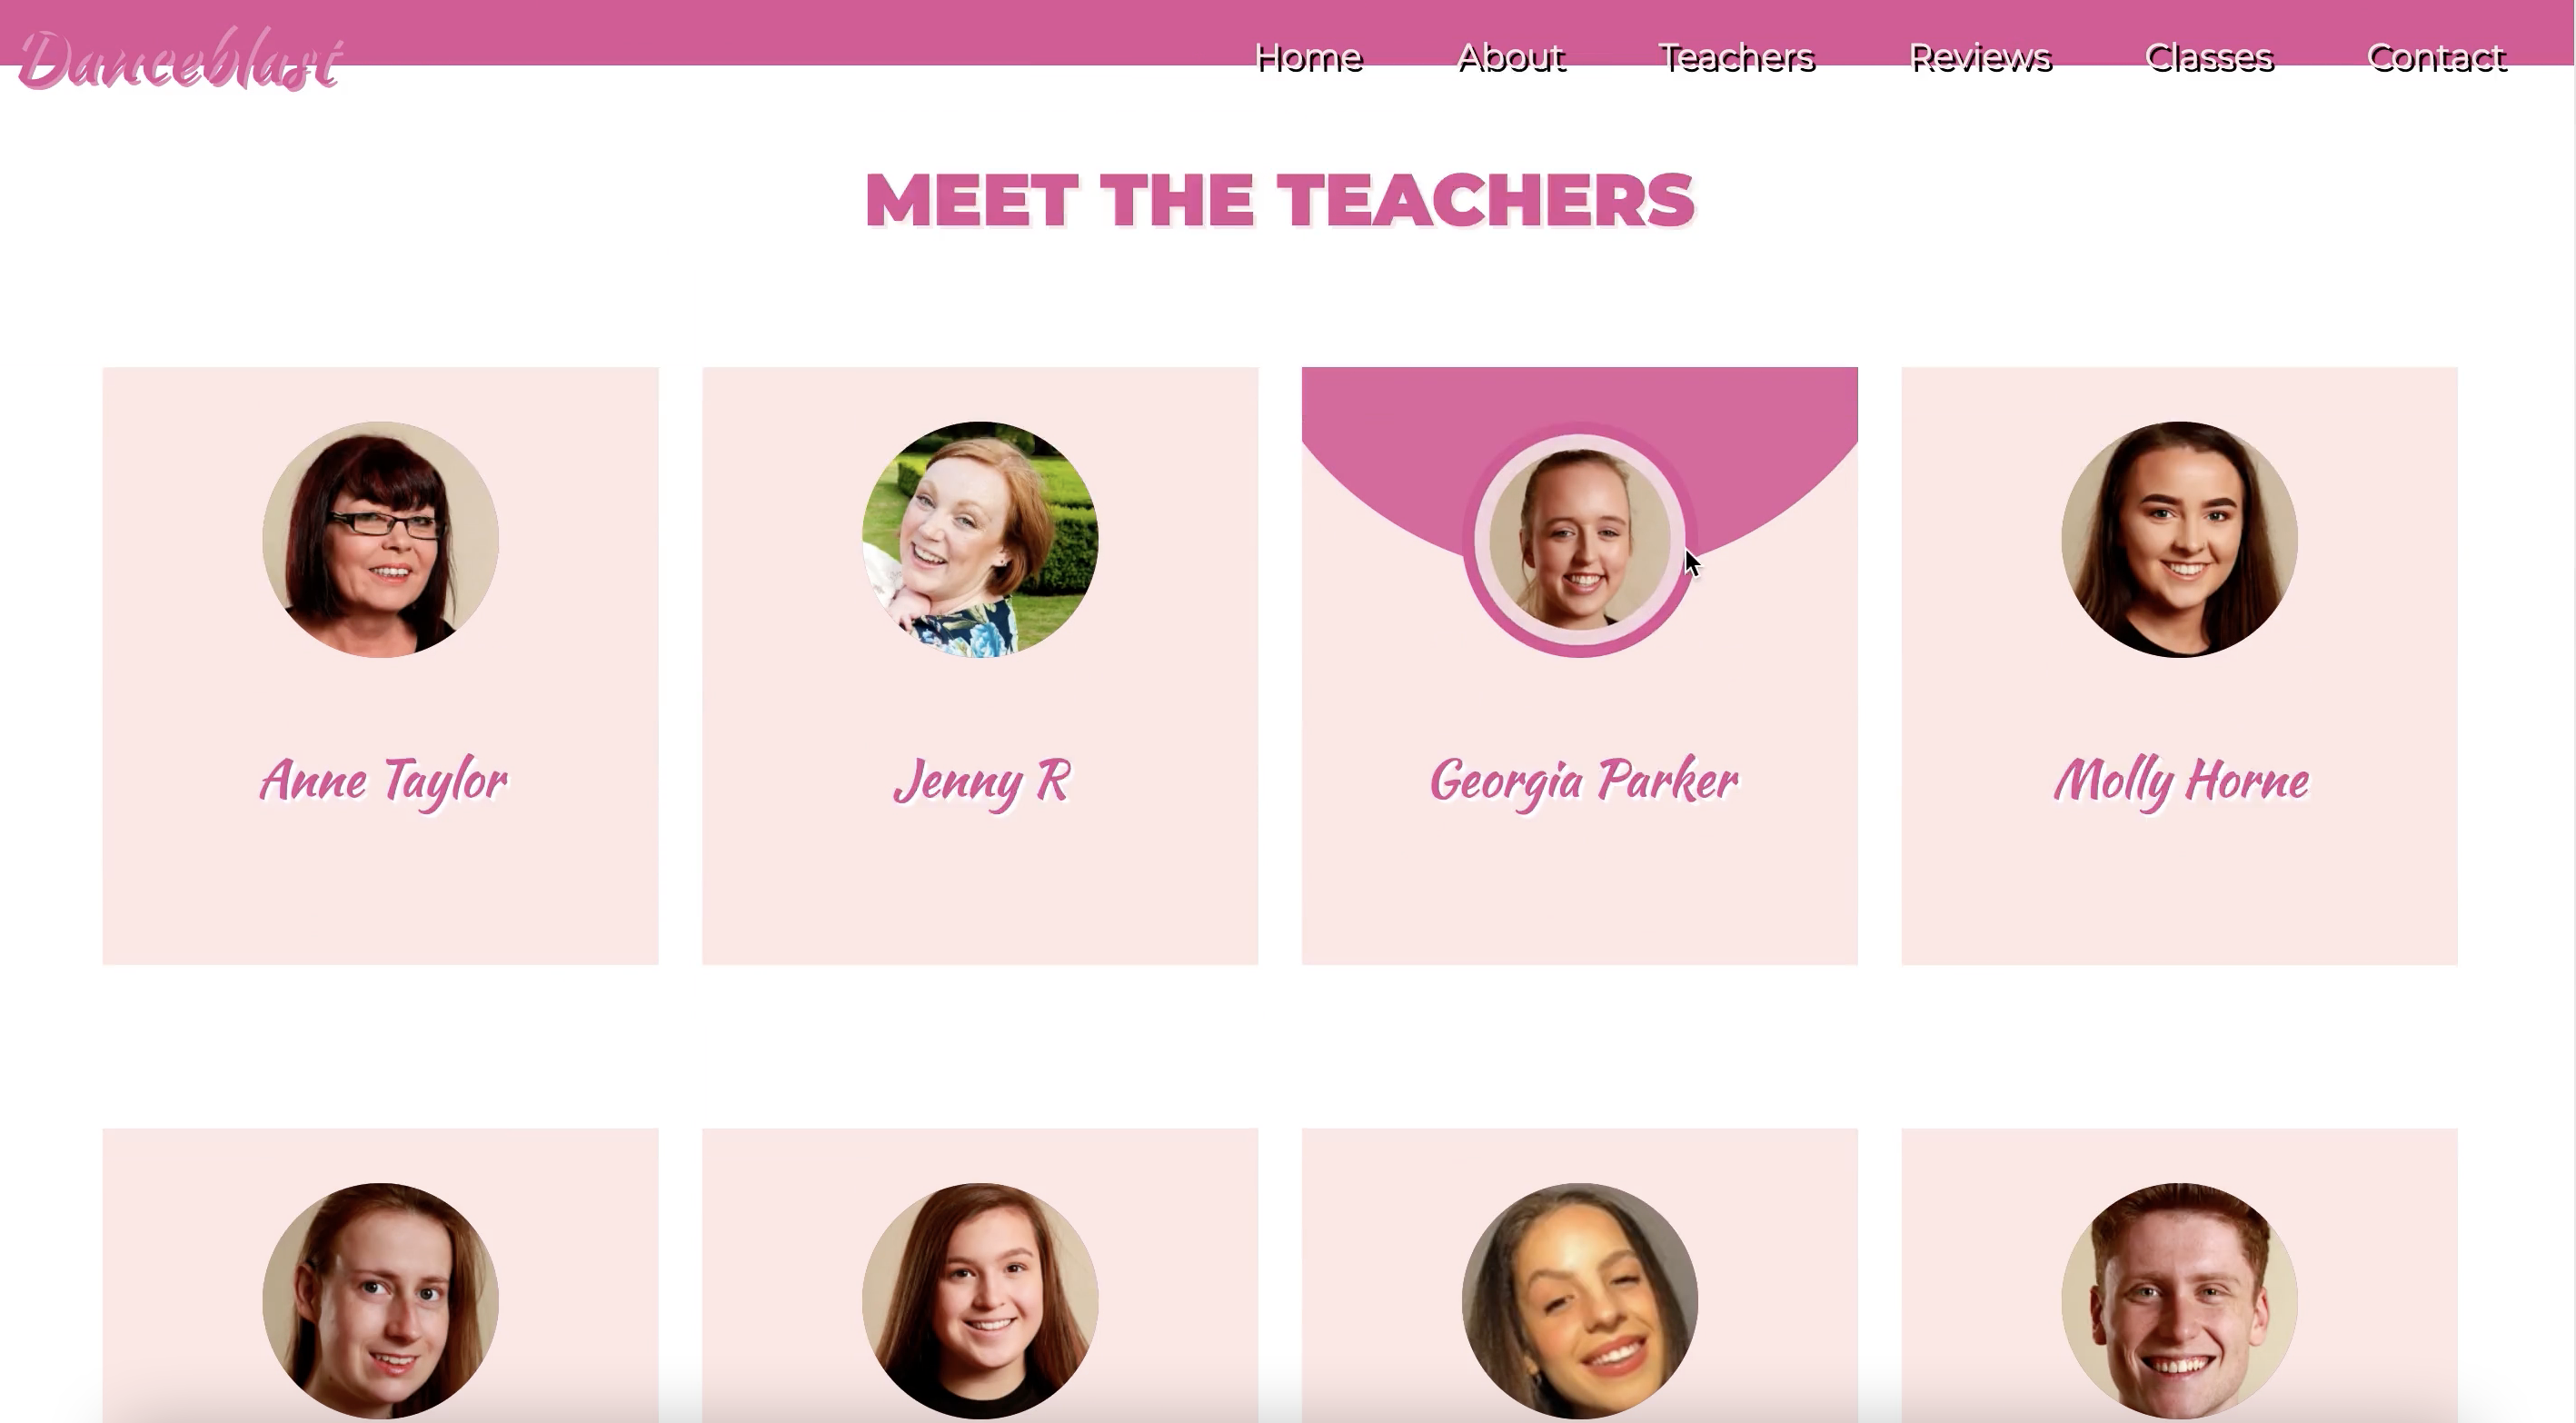 Danceblast
Home About Teachers Reviews Classes Contact
MEET THE TEACHERS
Anne Taylor
Jenny R
Georgia Parker
Molly Horne